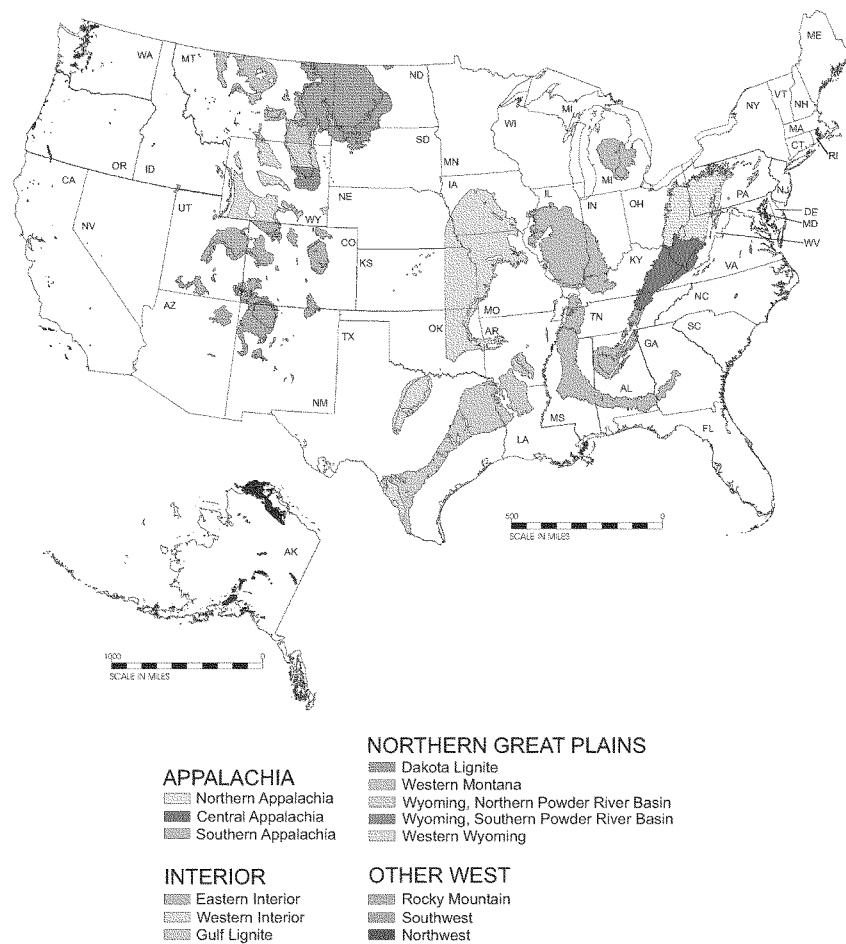 WA
MT
ND
ME
VT
NH
NY
MA
CT
RI
OR
ID
SD
MN
WI
MI
MI
CA
NV
UT
WY
NE
IA
IL
IN
OH
PA
NJ
DE
MD
WV
CO
KS
KY
VA
AZ
NM
OK
TX
MO
AR
TN
NC
SC
GA
AL
MS
LA
FL
AK
500 0
SCALE IN MILES
1000 0
SCALE IN MILES
APPALACHIA
Northern Appalachia
Central Appalachia
Southern Appalachia
INTERIOR
Eastern Interior
Western Interior
Gulf Lignite
NORTHERN GREAT PLAINS
Dakota Lignite
Western Montana
Wyoming, Northern Powder River Basin
Wyoming, Southern Powder River Basin
Western Wyoming
OTHER WEST
Rocky Mountain
Southwest
Northwest